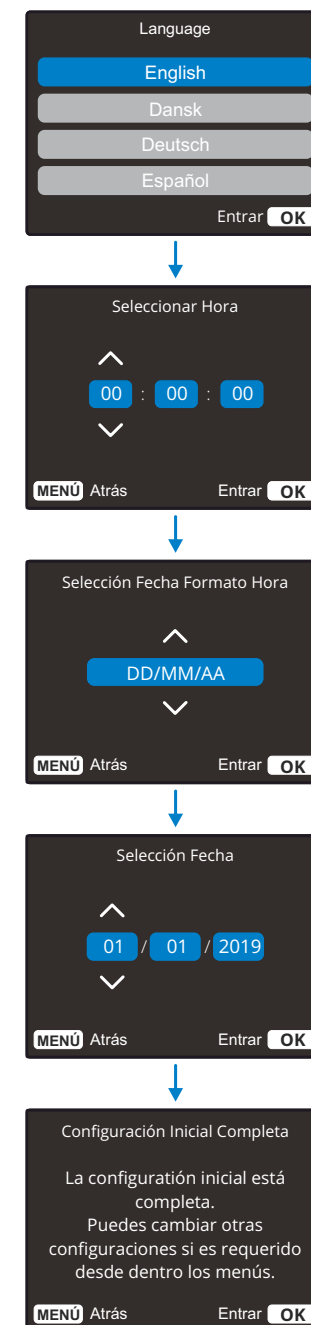 Language
English
Dansk
Deutsch
Español
Entrar OK
Seleccionar Hora
00 : 00 : 00
MENÚ Atrás Entrar OK
Selección Fecha Formato Hora
DD/MM/AA
MENÚ Atrás Entrar OK
Selección Fecha
01 / 01 / 2019
MENÚ Atrás Entrar OK
Configuración Inicial Completa
La configuratión inicial está
completa.
Puedes cambiar otras
configuraciones si es requerido
desde dentro los menús.
MENÚ Atrás Entrar OK